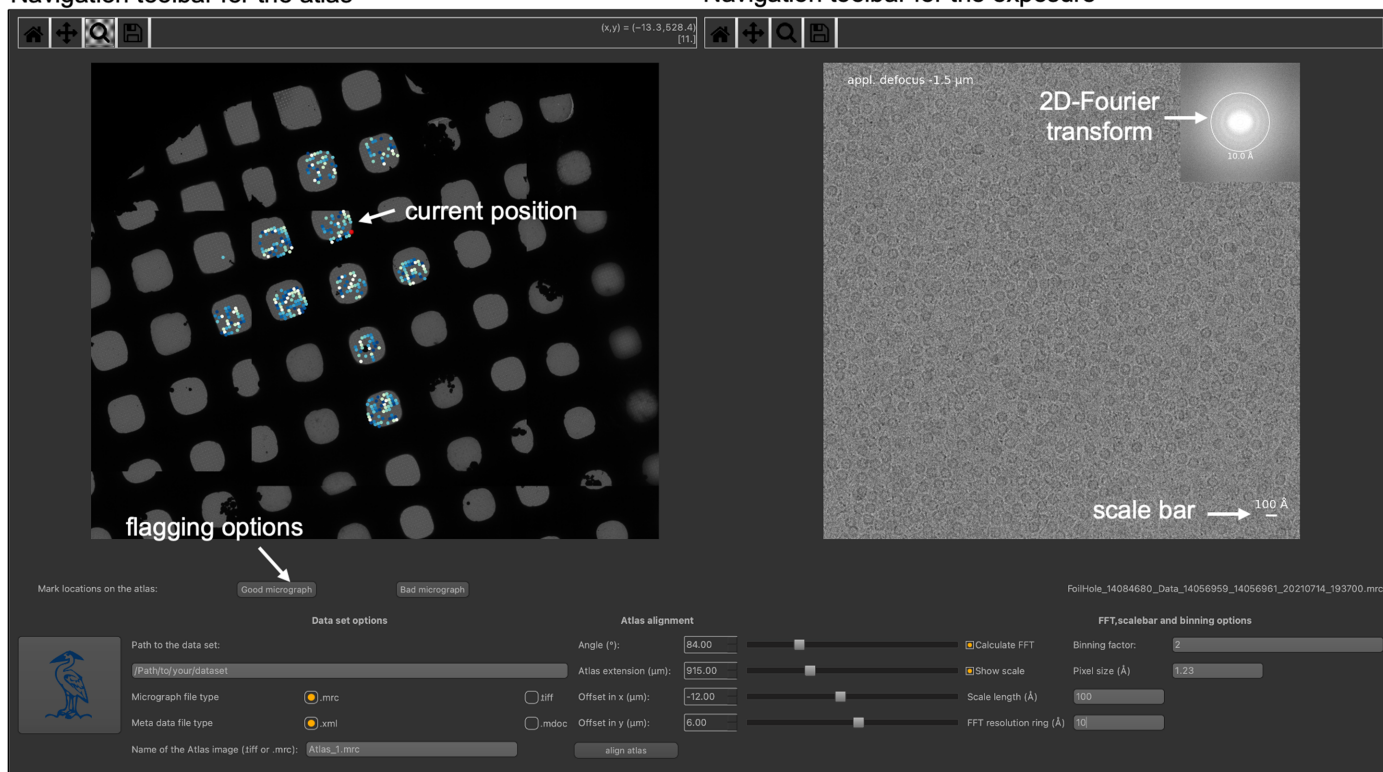 Navigation toolbar for the atlas
Navigation toolbar for the exposure
(x,y) = (-13.3,528.4)
[11.]
appl. defocus -1.5 µm
2D-Fourier
transform
10.0 Å
current position
scale bar
100 Å
flagging options
Mark locations on the atlas:
Good micrograph
Bad micrograph
FoilHole_14084680_Data_14056959_14056961_20210714_193700.mrc
Data set options
Atlas alignment
FFT,scalebar and binning options
Path to the data set:
Angle (°):
84.00
Calculate FFT
Binning factor:
2
/Path/to/your/dataset
Atlas extension (µm):
915.00
Show scale
Pixel size (Å)
1.23
Micrograph file type
.mrc
.tiff
Offset in x (µm):
-12.00
Scale length (Å)
100
Meta data file type
.xml
.mdoc
Offset in y (µm):
6.00
FFT resolution ring (Å)
10
Name of the Atlas image (.tiff or .mrc):
Atlas_1.mrc
align atlas